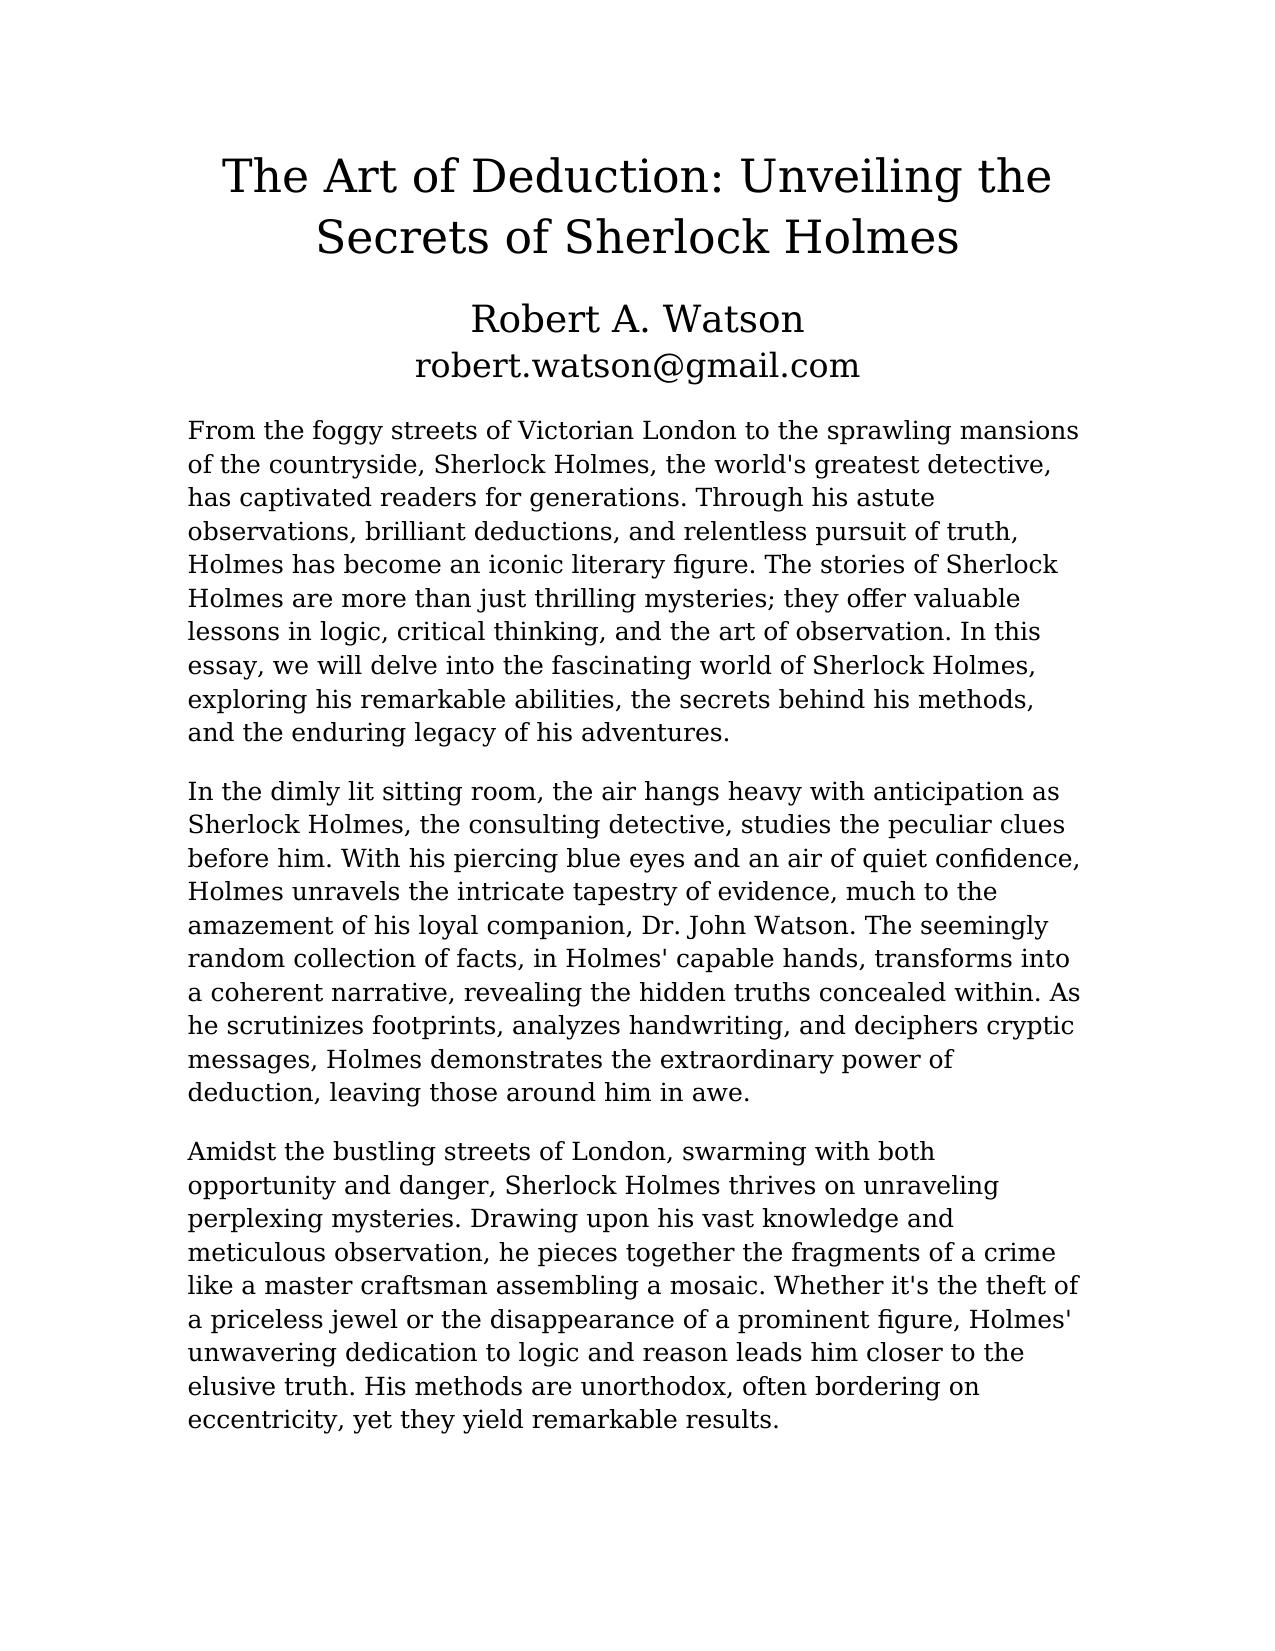 The Art of Deduction: Unveiling the
Secrets of Sherlock Holmes
Robert A. Watson
robert.watson@gmail.com
From the foggy streets of Victorian London to the sprawling mansions
of the countryside, Sherlock Holmes, the world's greatest detective,
has captivated readers for generations. Through his astute
observations, brilliant deductions, and relentless pursuit of truth,
Holmes has become an iconic literary figure. The stories of Sherlock
Holmes are more than just thrilling mysteries; they offer valuable
lessons in logic, critical thinking, and the art of observation. In this
essay, we will delve into the fascinating world of Sherlock Holmes,
exploring his remarkable abilities, the secrets behind his methods,
and the enduring legacy of his adventures.
In the dimly lit sitting room, the air hangs heavy with anticipation as
Sherlock Holmes, the consulting detective, studies the peculiar clues
before him. With his piercing blue eyes and an air of quiet confidence,
Holmes unravels the intricate tapestry of evidence, much to the
amazement of his loyal companion, Dr. John Watson. The seemingly
random collection of facts, in Holmes' capable hands, transforms into
a coherent narrative, revealing the hidden truths concealed within. As
he scrutinizes footprints, analyzes handwriting, and deciphers cryptic
messages, Holmes demonstrates the extraordinary power of
deduction, leaving those around him in awe.
Amidst the bustling streets of London, swarming with both
opportunity and danger, Sherlock Holmes thrives on unraveling
perplexing mysteries. Drawing upon his vast knowledge and
meticulous observation, he pieces together the fragments of a crime
like a master craftsman assembling a mosaic. Whether it's the theft of
a priceless jewel or the disappearance of a prominent figure, Holmes'
unwavering dedication to logic and reason leads him closer to the
elusive truth. His methods are unorthodox, often bordering on
eccentricity, yet they yield remarkable results.